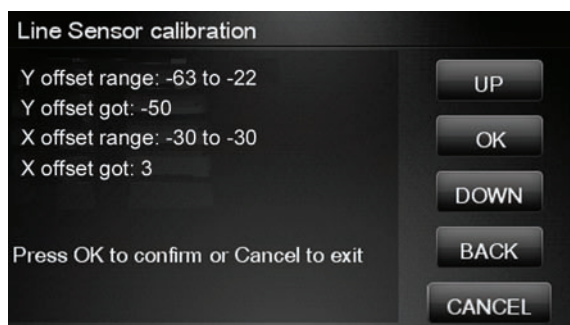 Line Sensor calibration
Y offset range: -63 to -22
Y offset got: -50
X offset range: -30 to -30
X offset got: 3
Press OK to confirm or Cancel to exit
UP
OK
DOWN
BACK
CANCEL